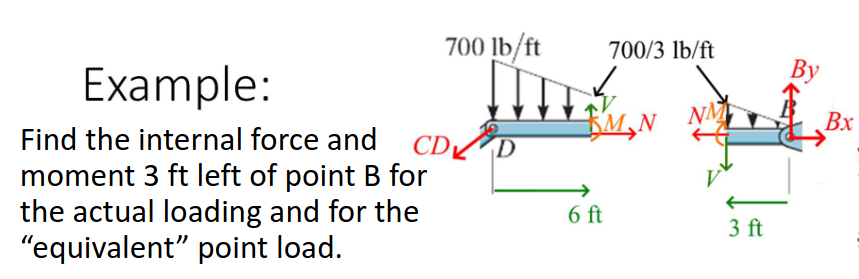 Example:
Find the internal force and
moment 3 ft left of point B for
the actual loading and for the
“equivalent” point load.
700 lb/ft
700/3 lb/ft
By
V
M
N
N
M
B
Bx
CD
D
V
6 ft
3 ft